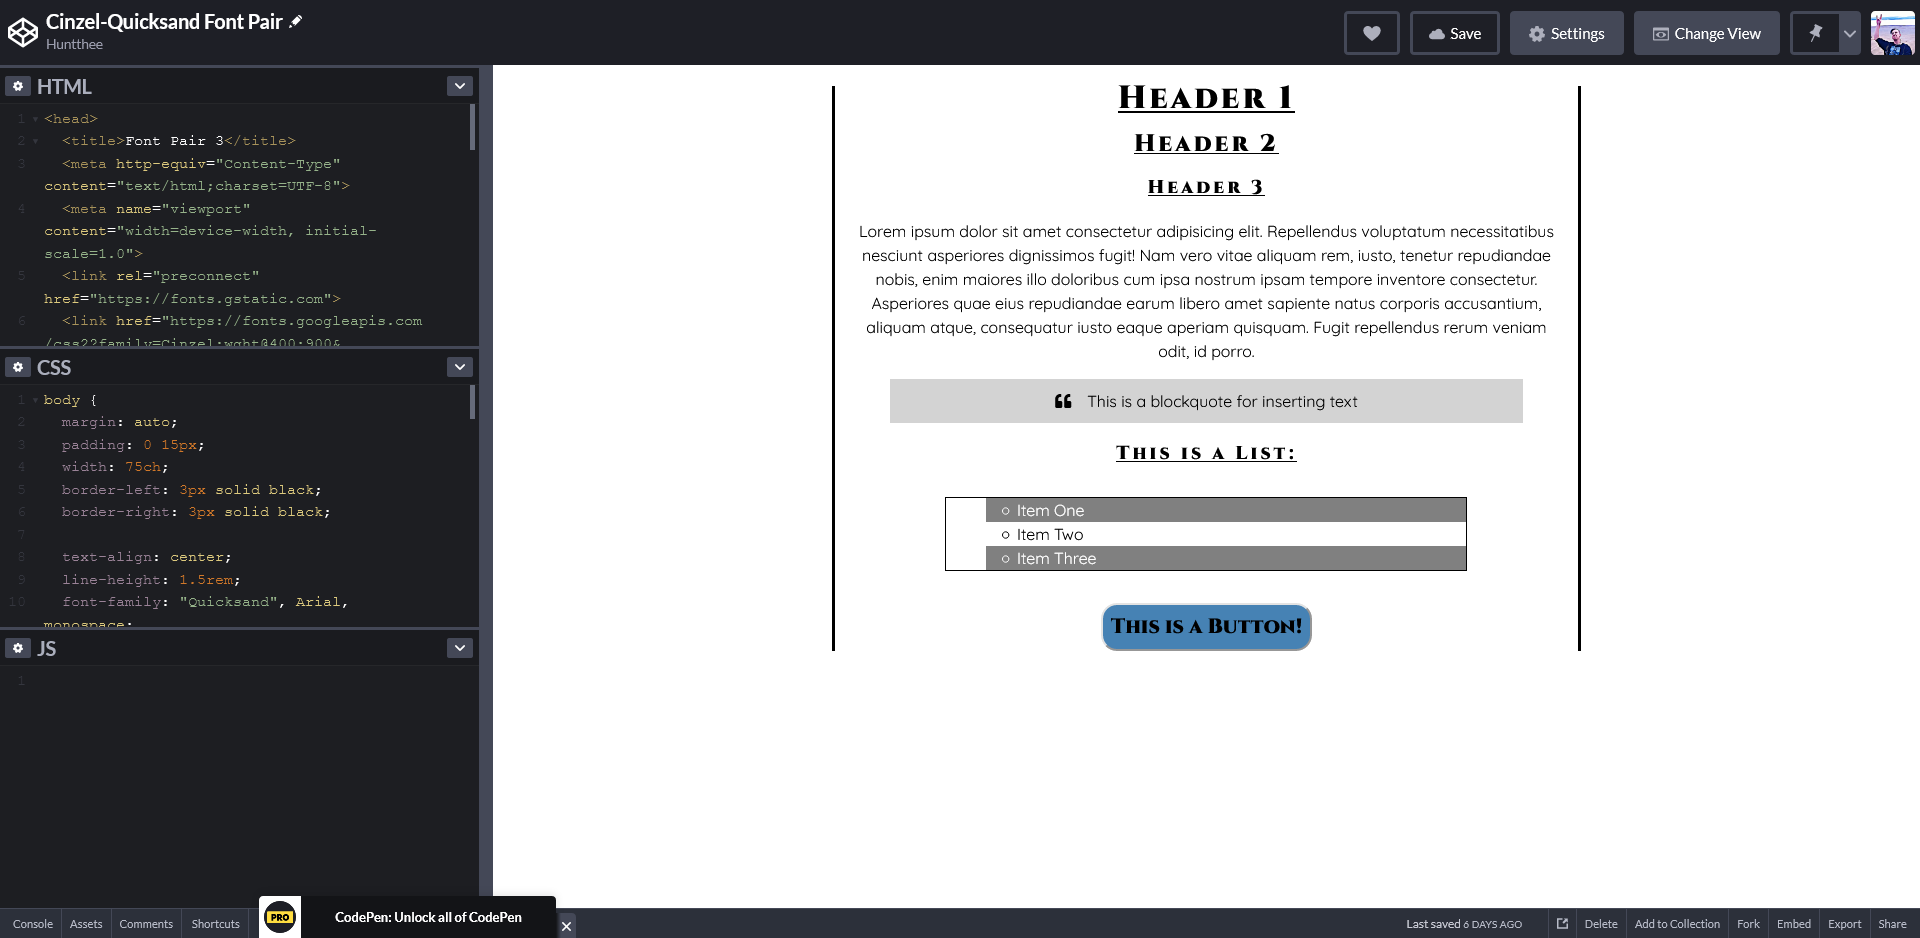 Cinzel-Quicksand Font Pair
Huntthee
Save
Settings
Change View
HTML
1 <head>
2 <title>Font Pair 3</title>
3 <meta http-equiv="Content-Type"
content="text/html;charset=UTF-8">
4 <meta name="viewport"
content="width=device-width, initial-
scale=1.0">
5 <link rel="preconnect"
href="https://fonts.gstatic.com">
6 <link href="https://fonts.googleapis.com
/css2?family=Cinzel:wght@400;900&
CSS
1 body {
2 margin: auto;
3 padding: 0 15px;
4 width: 75ch;
5 border-left: 3px solid black;
6 border-right: 3px solid black;
7
8 text-align: center;
9 line-height: 1.5rem;
10 font-family: "Quicksand", Arial,
monospace;
JS
1
Header 1
Header 2
Header 3
Lorem ipsum dolor sit amet consectetur adipisicing elit. Repellendus voluptatum necessitatibus
nesciunt asperiores dignissimos fugit! Nam vero vitae aliquam rem, iusto, tenetur repudiandae
nobis, enim maiores illo doloribus cum ipsa nostrum ipsam tempore inventore consectetur.
Asperiores quae eius repudiandae earum libero amet sapiente natus corporis accusantium,
aliquam atque, consequatur iusto eaque aperiam quisquam. Fugit repellendus rerum veniam
odit, id porro.
This is a blockquote for inserting text
This is a List:
Item One
Item Two
Item Three
This is a Button!
Console
Assets
Comments
Shortcuts
PRO
CodePen: Unlock all of CodePen
Last saved 6 DAYS AGO
Delete
Add to Collection
Fork
Embed
Export
Share